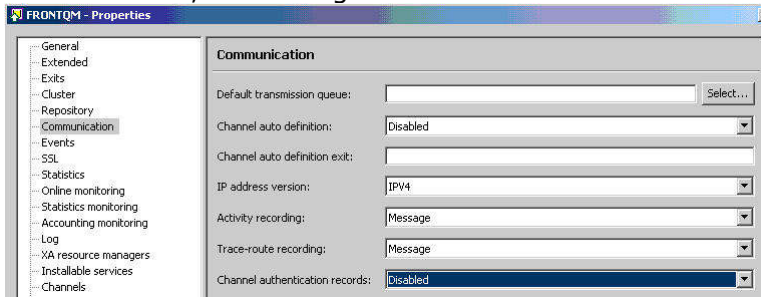 FRONTQM - Properties
General
Extended
Exits
Cluster
Repository
Communication
Events
SSL
Statistics
Online monitoring
Statistics monitoring
Accounting monitoring
Log
XA resource managers
Installable services
Channels
Communication
Default transmission queue:
Select...
Channel auto definition:
Disabled
Channel auto definition exit:
IP address version:
IPV4
Activity recording:
Message
Trace-route recording:
Message
Channel authentication records:
Disabled